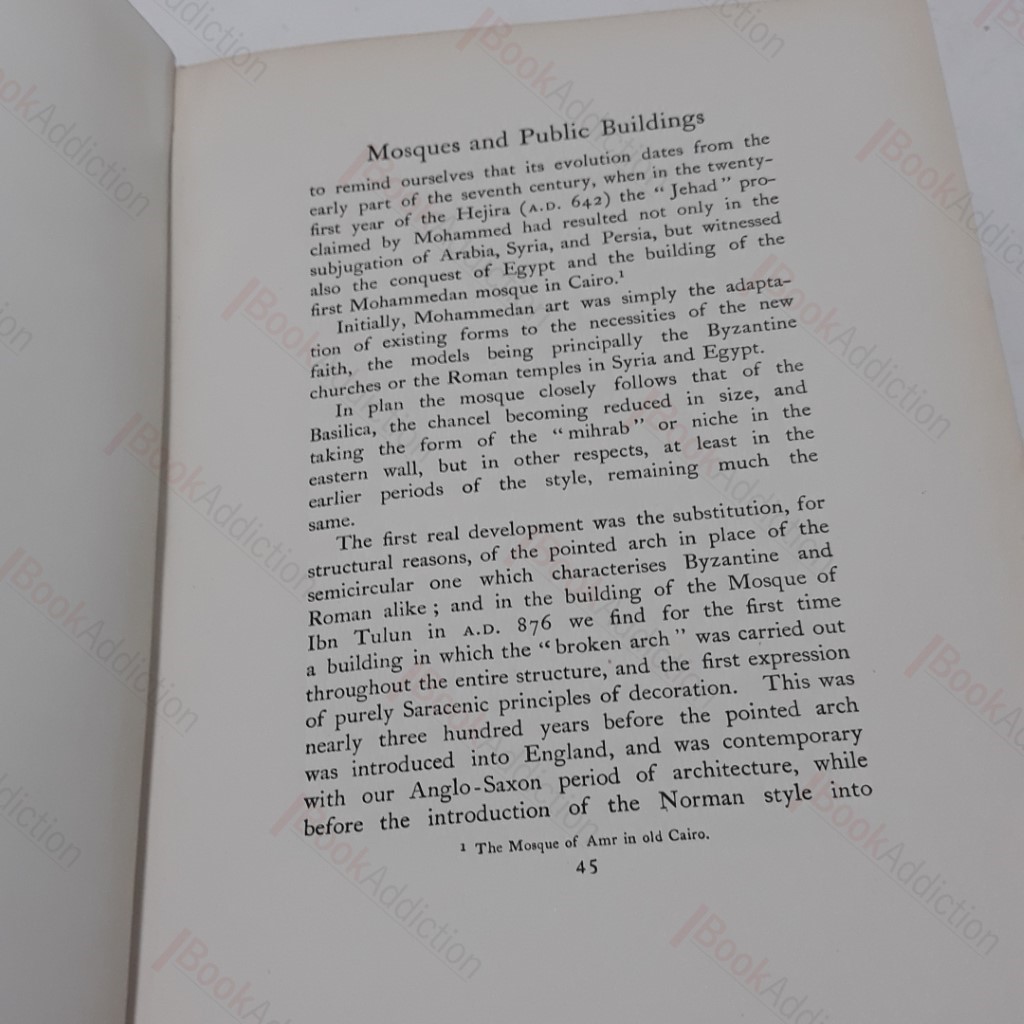 Mosques and Public Buildings
to remind ourselves that its evolution dates from the
early part of the seventh century, when in the twenty-
first year of the Hejira (A.D. 642) the “Jehad” pro-
claimed by Mohammed had resulted not only in the
subjugation of Arabia, Syria, and Persia, but witnessed
also the conquest of Egypt and the building of the
first Mohammedan mosque in Cairo.¹
Initially, Mohammedan art was simply the adapta-
tion of existing forms to the necessities of the new
faith, the models being principally the Byzantine
churches or the Roman temples in Syria and Egypt.
In plan the mosque closely follows that of the
Basilica, the chancel becoming reduced in size, and
taking the form of the “mihrab” or niche in the
eastern wall, but in other respects, at least in the
earlier periods of the style, remaining much the
same.
The first real development was the substitution, for
structural reasons, of the pointed arch in place of the
semicircular one which characterises Byzantine and
Roman alike; and in the building of the Mosque of
Ibn Tulun in A.D. 876 we find for the first time
a building in which the “broken arch” was carried out
throughout the entire structure, and the first expression
of purely Saracenic principles of decoration. This was
nearly three hundred years before the pointed arch
was introduced into England, and was contemporary
with our Anglo-Saxon period of architecture, while
before the introduction of the Norman style into
¹ The Mosque of Amr in old Cairo.
45
BookAddiction